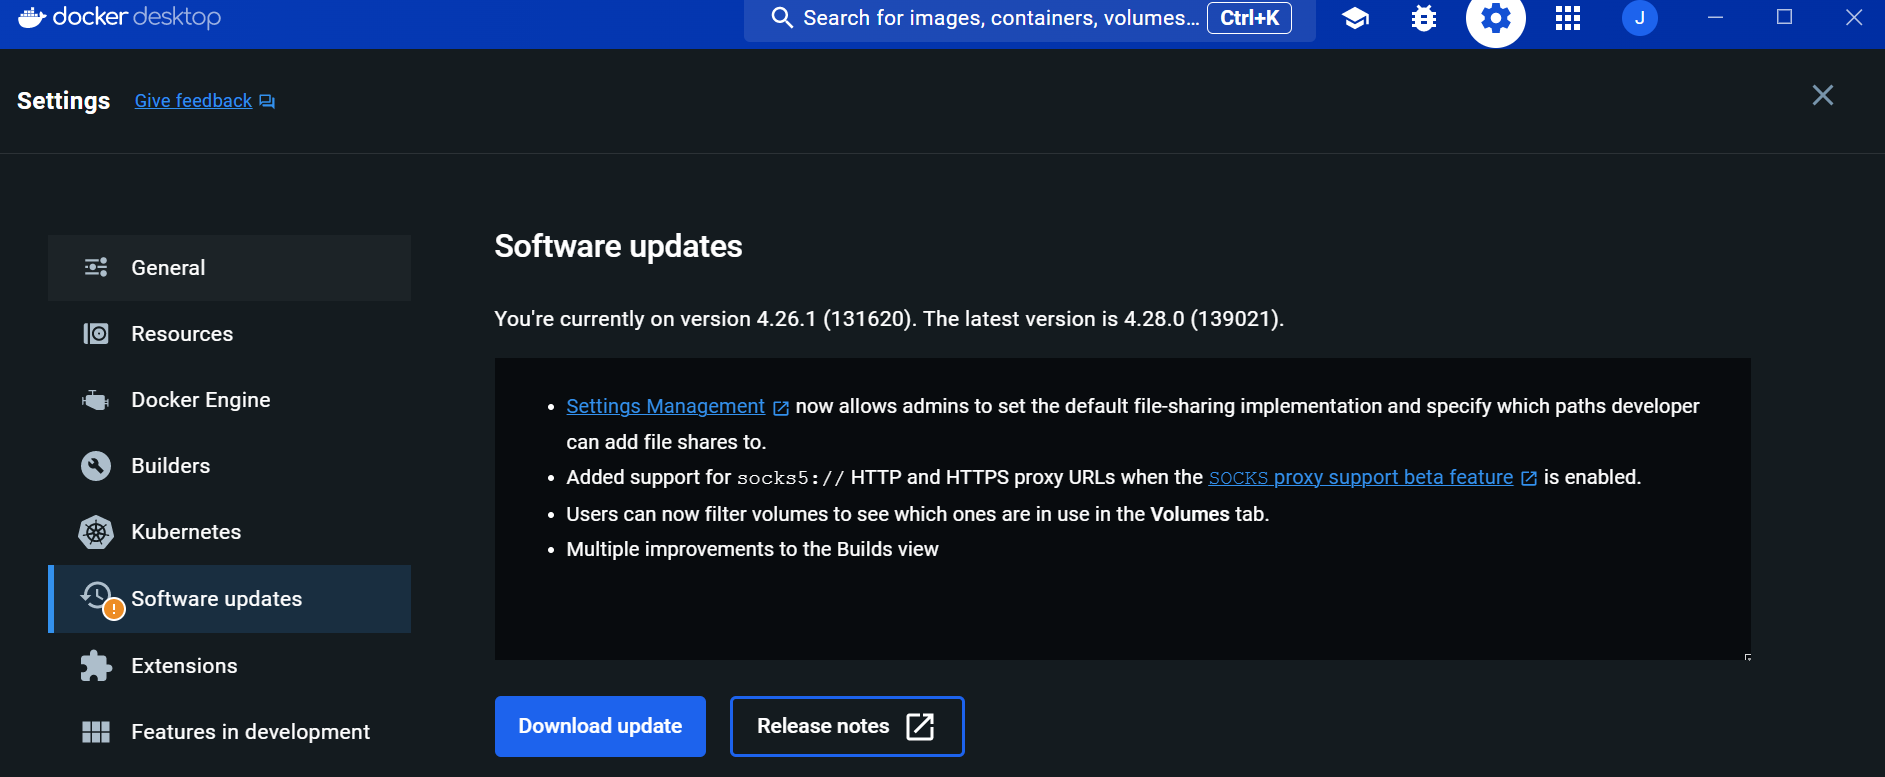 docker desktop
Search for images, containers, volumes... Ctrl+K
J
Settings Give feedback
General
Resources
Docker Engine
Builders
Kubernetes
Software updates
Extensions
Features in development
Software updates
You're currently on version 4.26.1 (131620). The latest version is 4.28.0 (139021).
• Settings Management now allows admins to set the default file-sharing implementation and specify which paths developer
can add file shares to.
• Added support for socks5:// HTTP and HTTPS proxy URLs when the SOCKS proxy support beta feature is enabled.
• Users can now filter volumes to see which ones are in use in the Volumes tab.
• Multiple improvements to the Builds view
Download update Release notes